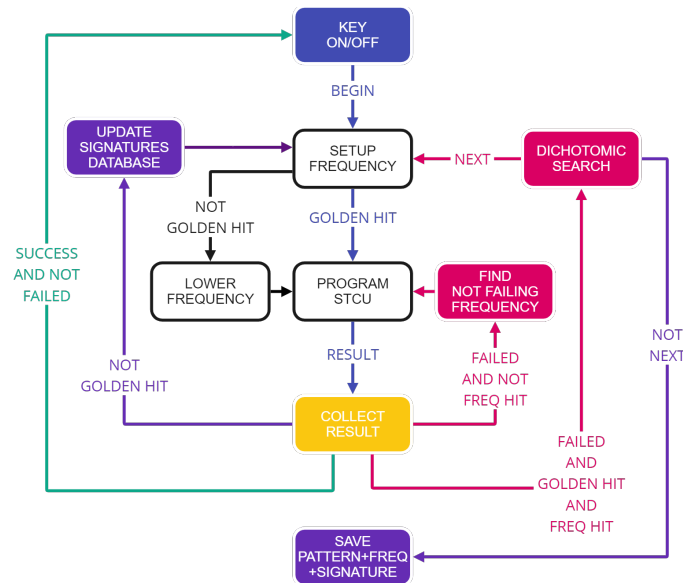 KEY
ON/OFF
BEGIN
UPDATE
SIGNATURES
DATABASE
SETUP
FREQUENCY
NEXT
DICHOTOMIC
SEARCH
NOT
GOLDEN HIT
GOLDEN HIT
SUCCESS
AND NOT
FAILED
LOWER
FREQUENCY
PROGRAM
STCU
FIND
NOT FAILING
FREQUENCY
NOT
NEXT
RESULT
NOT
GOLDEN HIT
FAILED
AND NOT
FREQ HIT
COLLECT
RESULT
FAILED
AND
GOLDEN HIT
AND
FREQ HIT
SAVE
PATTERN+FREQ
+SIGNATURE